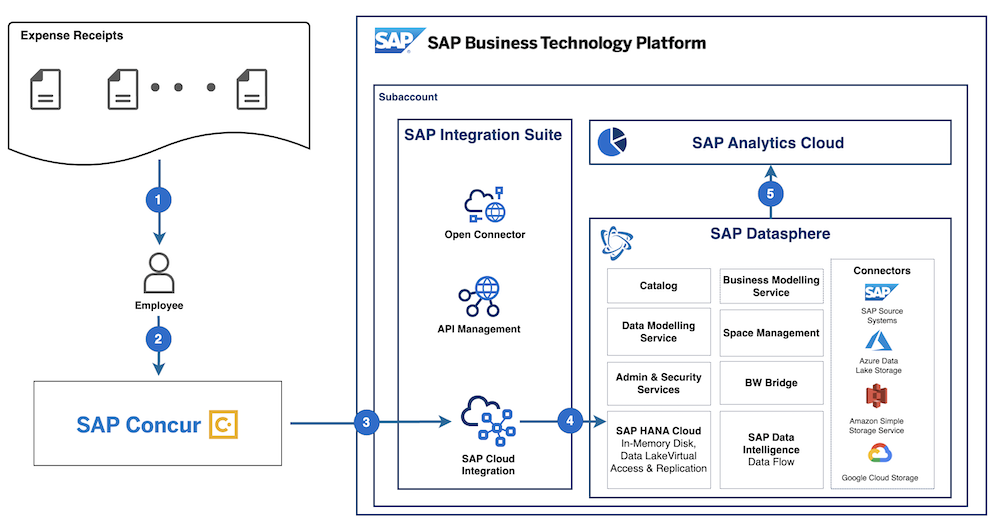 Expense Receipts
1
Employee
2
SAP Concur C.
3
SAP SAP Business Technology Platform
Subaccount
SAP Integration Suite
Open Connector
API Management
SAP Cloud
Integration
4
SAP Analytics Cloud
5
SAP Datasphere
Catalog
Business Modelling
Service
Data Modelling
Service
Space Management
Admin & Security
Services
BW Bridge
SAP HANA Cloud
In-Memory Disk,
Data LakeVirtual
Access & Replication
SAP Data
Intelligence
Data Flow
Connectors
SAP
SAP Source
Systems
Azure Data
Lake Storage
Amazon Simple
Storage Service
Google Cloud Storage